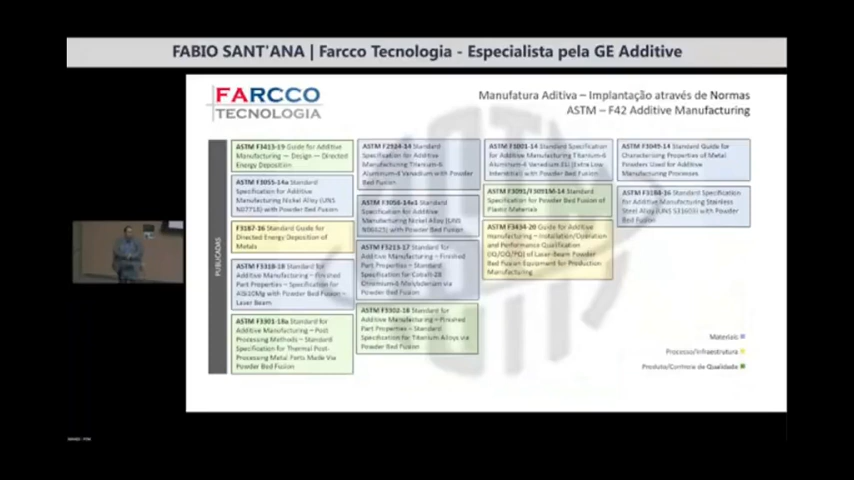 FABIO SANT'ANA | Farcco Tecnologia - Especialista pela GE Additive
FARCCO
TECNOLOGIA
Manufatura Aditiva – Implantação através de Normas
ASTM – F42 Additive Manufacturing
PUBLICADAS
ASTM F3413-19 Guide for Additive
Manufacturing — Design — Directed
Energy Deposition
ASTM F3055-14a Standard
Specification for Additive
Manufacturing Nickel Alloy (UNS
N07718) with Powder Bed Fusion
F3187-16 Standard Guide for
Directed Energy Deposition of
Metals
ASTM F3318-18 Standard for
Additive Manufacturing – Finished
Part Properties – Specification for
AlSi10Mg with Powder Bed Fusion –
Laser Beam
ASTM F3301-18a Standard for
Additive Manufacturing – Post
Processing Methods – Standard
Specification for Thermal Post-
Processing Metal Parts Made Via
Powder Bed Fusion
ASTM F2924-14 Standard
Specification for Additive
Manufacturing Titanium-6
Aluminum-4 Vanadium with Powder
Bed Fusion
ASTM F3056-14e1 Standard
Specification for Additive
Manufacturing Nickel Alloy (UNS
N06625) with Powder Bed Fusion
ASTM F3213-17 Standard for
Additive Manufacturing – Finished
Part Properties – Standard
Specification for Cobalt-28
Chromium-6 Molybdenum via
Powder Bed Fusion
ASTM F3302-18 Standard for
Additive Manufacturing – Finished
Part Properties – Standard
Specification for Titanium Alloys via
Powder Bed Fusion
ASTM F3001-14 Standard Specification
for Additive Manufacturing Titanium-6
Aluminum-4 Vanadium ELI (Extra Low
Interstitial) with Powder Bed Fusion
ASTM F3091/F3091M-14 Standard
Specification for Powder Bed Fusion of
Plastic Materials
ASTM F3434-20 Guide for Additive
manufacturing – Installation/Operation
and Performance Qualification
(IQ/OQ/PQ) of Laser-Beam Powder
Bed Fusion Equipment for Production
Manufacturing
ASTM F3049-14 Standard Guide for
Characterizing Properties of Metal
Powders Used for Additive
Manufacturing Processes
ASTM F3184-16 Standard Specification
for Additive Manufacturing Stainless
Steel Alloy (UNS S31603) with Powder
Bed Fusion
Materiais
Processo/Infraestrutura
Produto/Controle de Qualidade